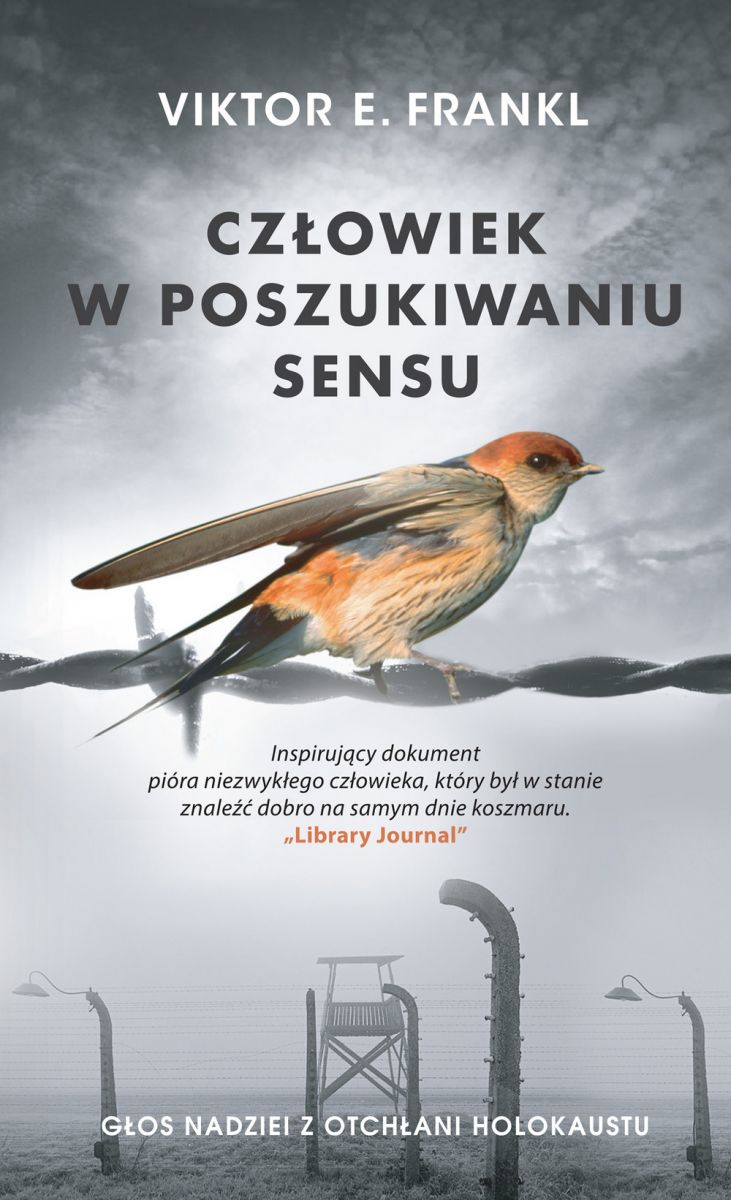 VIKTOR E. FRANKL
CZŁOWIEK
W POSZUKIWANIU
SENSU
Inspirujący dokument
pióra niezwykłego człowieka, który był w stanie
znaleźć dobro na samym dnie koszmaru.
„Library Journal”
GŁOS NADZIEI Z OTCHŁANI HOLOKAUSTU